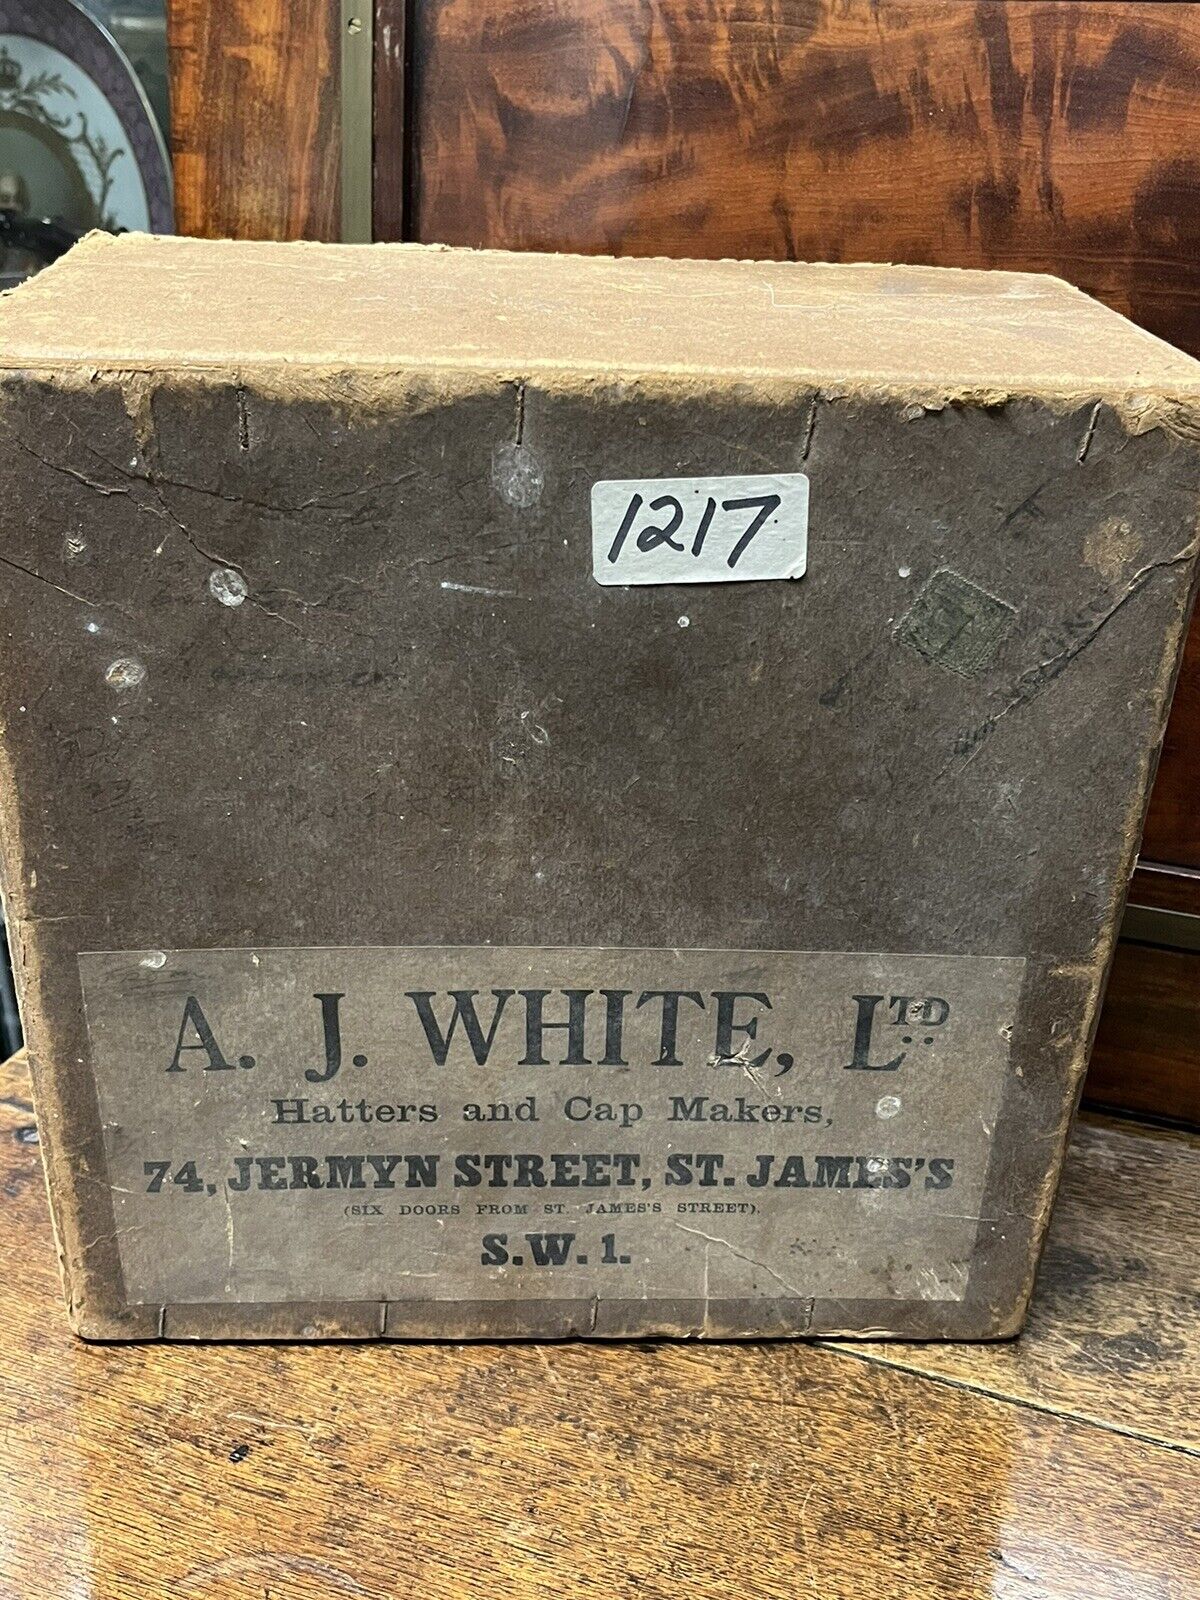 1217
A. J. WHITE, LTD
Hatters and Cap Makers,
74, JERMYN STREET, ST. JAMES'S
(SIX DOORS FROM ST. JAMES'S STREET),
S.W.1.